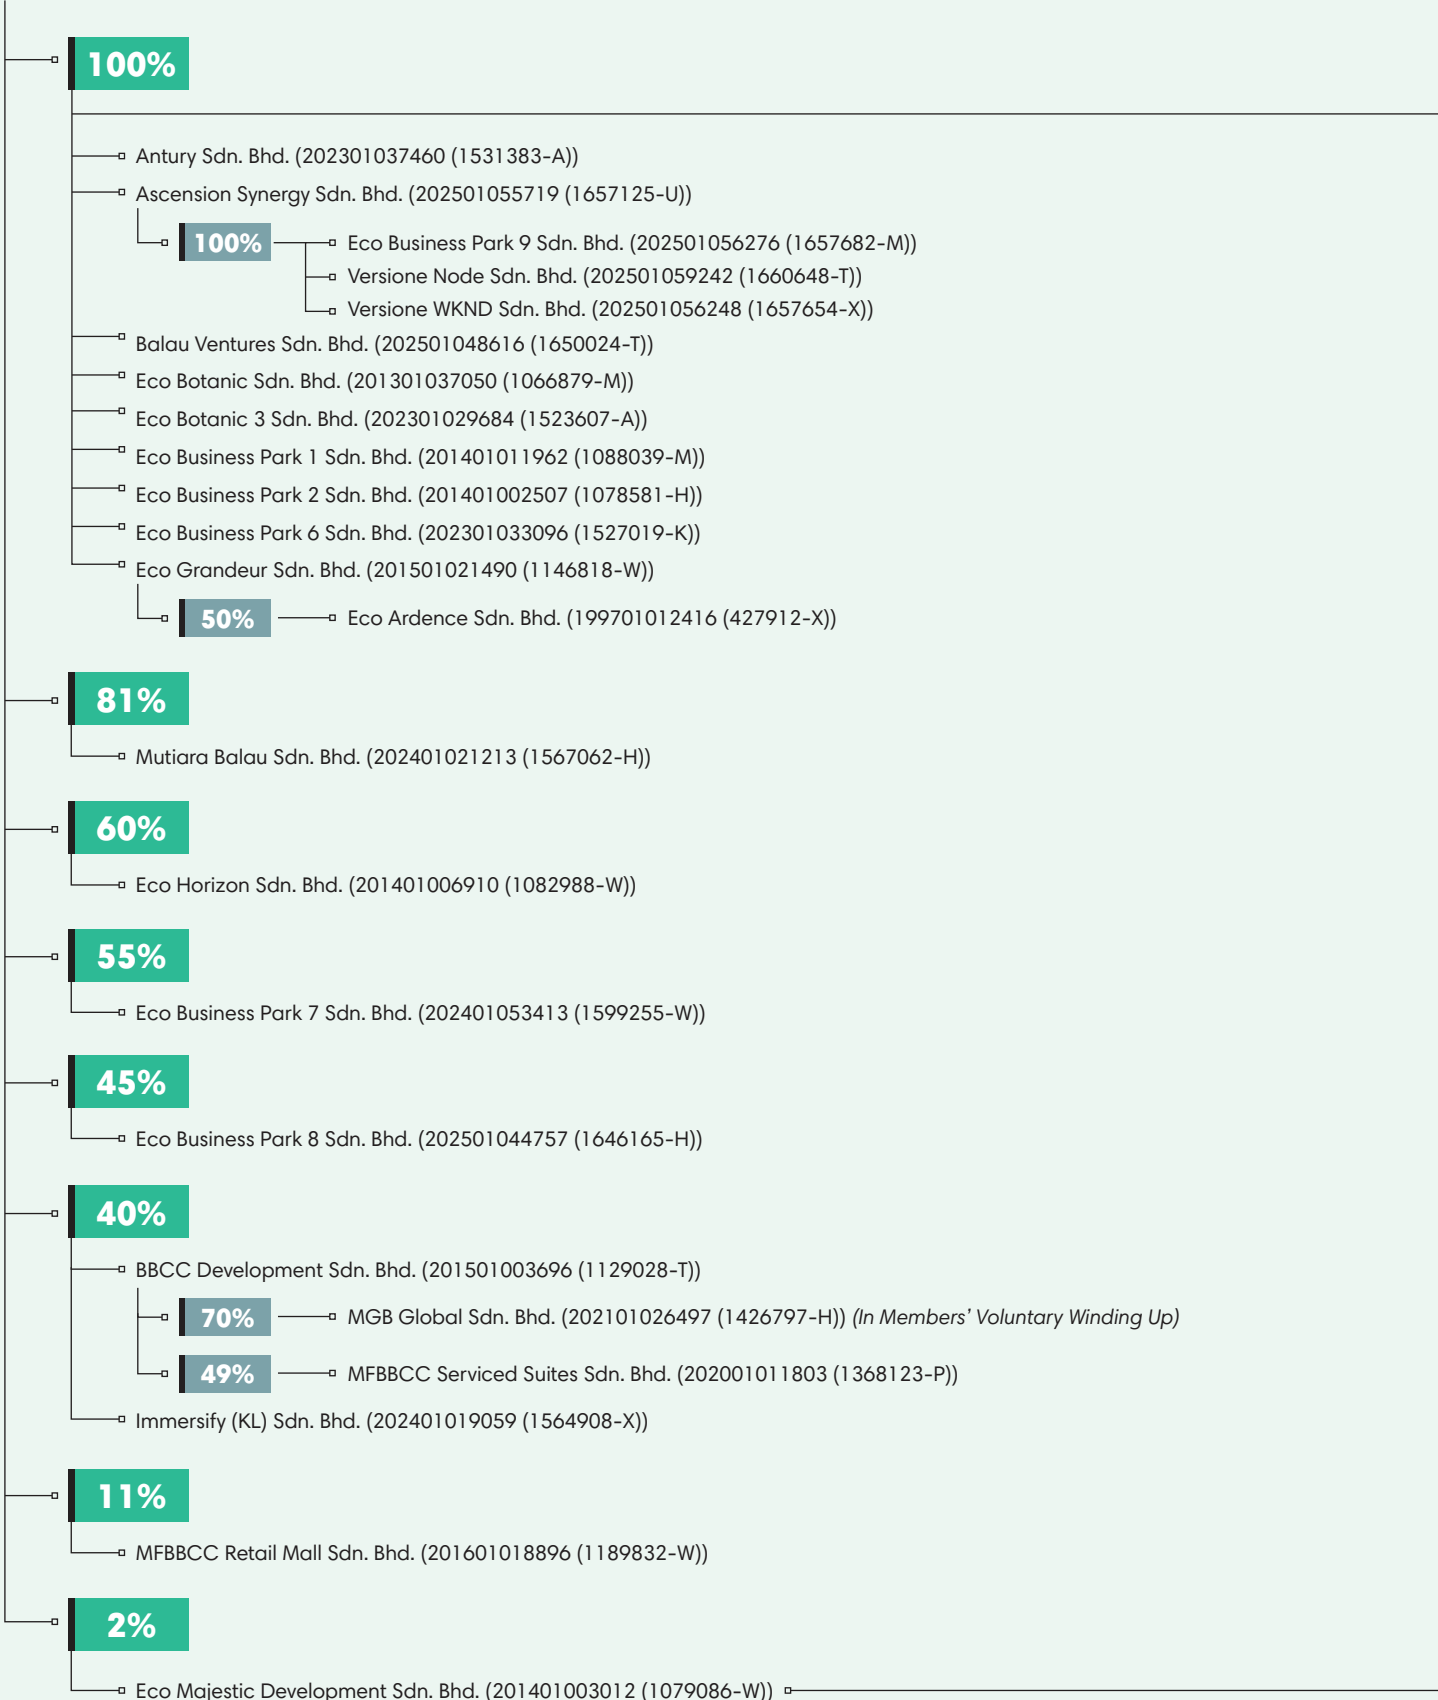 100%
Antury Sdn. Bhd. (202301037460 (1531383-A))
Ascension Synergy Sdn. Bhd. (202501055719 (1657125-U))
100%
Eco Business Park 9 Sdn. Bhd. (202501056276 (1657682-M))
Versione Node Sdn. Bhd. (202501059242 (1660648-T))
Versione WKND Sdn. Bhd. (202501056248 (1657654-X))
Balau Ventures Sdn. Bhd. (202501048616 (1650024-T))
Eco Botanic Sdn. Bhd. (201301037050 (1066879-M))
Eco Botanic 3 Sdn. Bhd. (202301029684 (1523607-A))
Eco Business Park 1 Sdn. Bhd. (201401011962 (1088039-M))
Eco Business Park 2 Sdn. Bhd. (201401002507 (1078581-H))
Eco Business Park 6 Sdn. Bhd. (202301033096 (1527019-K))
Eco Grandeur Sdn. Bhd. (201501021490 (1146818-W))
50%
Eco Ardence Sdn. Bhd. (199701012416 (427912-X))
81%
Mutiara Balau Sdn. Bhd. (202401021213 (1567062-H))
60%
Eco Horizon Sdn. Bhd. (201401006910 (1082988-W))
55%
Eco Business Park 7 Sdn. Bhd. (202401053413 (1599255-W))
45%
Eco Business Park 8 Sdn. Bhd. (202501044757 (1646165-H))
40%
BBCC Development Sdn. Bhd. (201501003696 (1129028-T))
70%
MGB Global Sdn. Bhd. (202101026497 (1426797-H)) (In Members’ Voluntary Winding Up)
49%
MFBBCC Serviced Suites Sdn. Bhd. (202001011803 (1368123-P))
Immersify (KL) Sdn. Bhd. (202401019059 (1564908-X))
11%
MFBBCC Retail Mall Sdn. Bhd. (201601018896 (1189832-W))
2%
Eco Majestic Development Sdn. Bhd. (201401003012 (1079086-W))